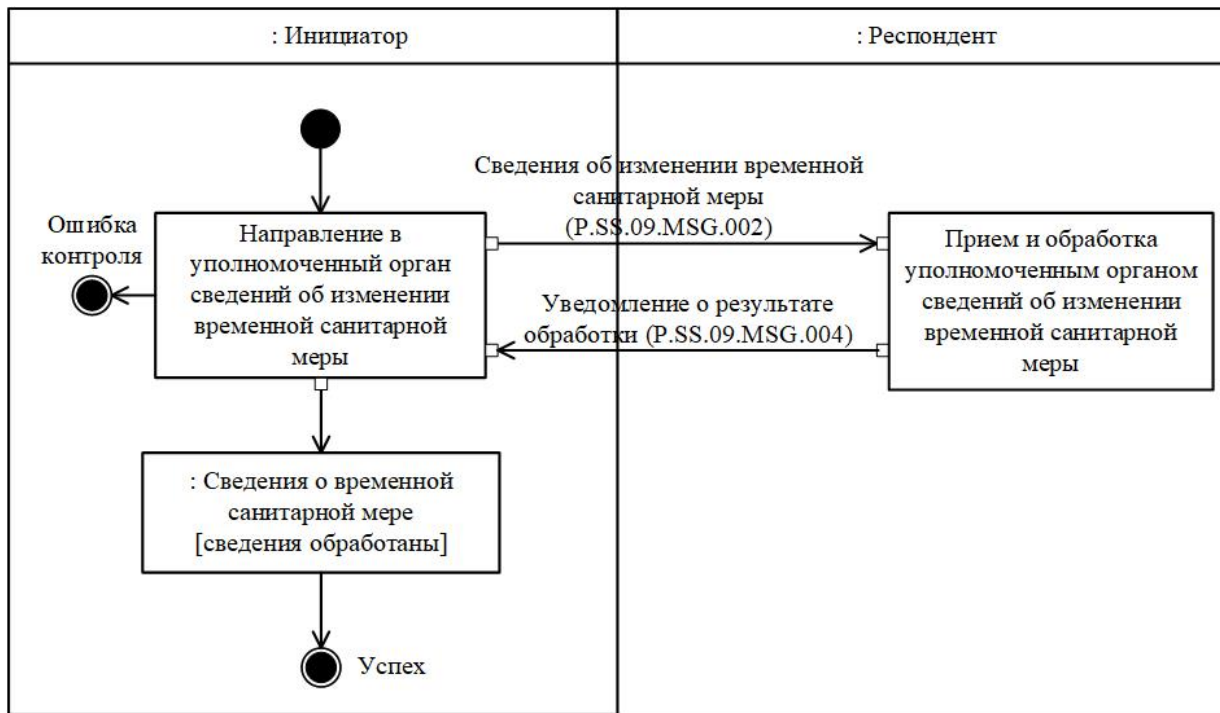 : Инициатор
: Респондент
Сведения об изменении временной
санитарной меры
(P.SS.09.MSG.002)
Ошибка
контроля
Направление в
уполномоченный орган
сведений об изменении
временной санитарной
меры
Прием и обработка
уполномоченным органом
сведений об изменении
временной санитарной
меры
Уведомление о результате
обработки (P.SS.09.MSG.004)
: Сведения о временной
санитарной мере
[сведения обработаны]
Успех